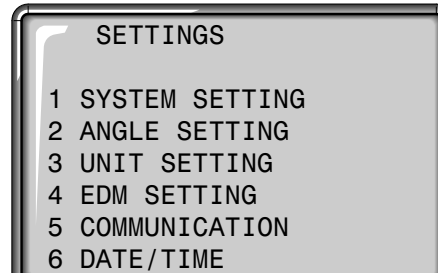 SETTINGS
1 SYSTEM SETTING
2 ANGLE SETTING
3 UNIT SETTING
4 EDM SETTING
5 COMMUNICATION
6 DATE/TIME